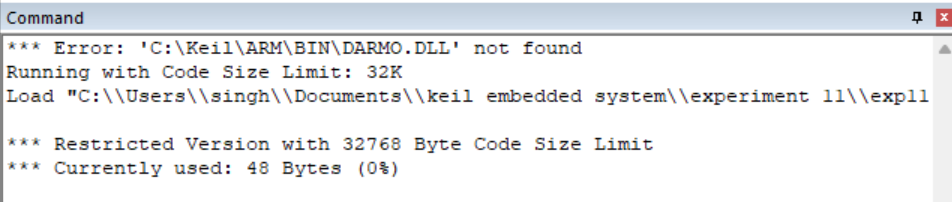 Command
*** Error: 'C:\Keil\ARM\BIN\DARMO.DLL' not found
Running with Code Size Limit: 32K
Load "C:\\Users\\singh\\Documents\\keil embedded system\\experiment 11\\exp11
*** Restricted Version with 32768 Byte Code Size Limit
*** Currently used: 48 Bytes (0%)